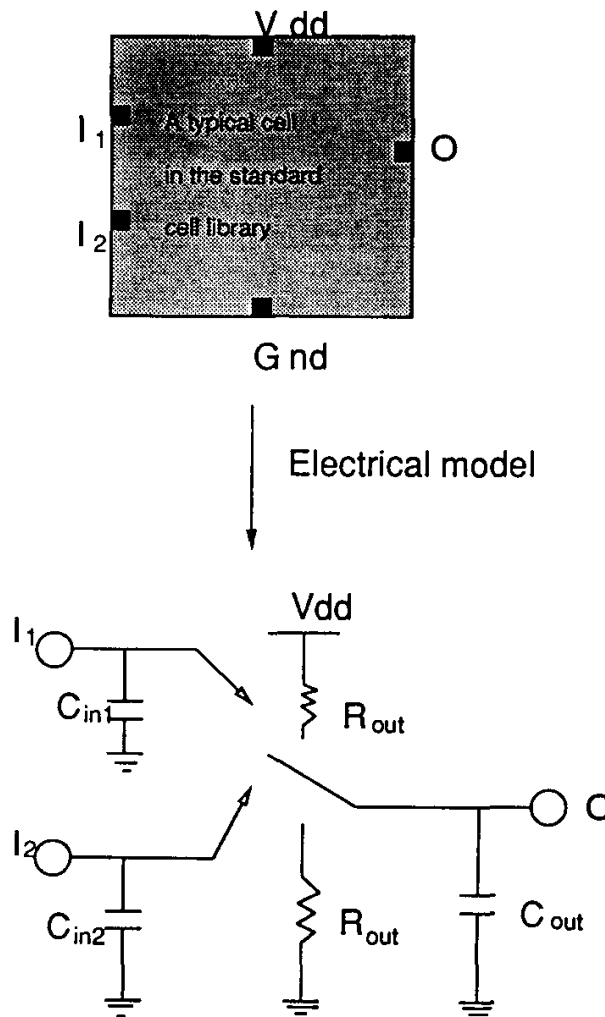 V dd
I1
A typical cell
O
in the standard
I2
cell library
G nd
Electrical model
Vdd
I1
Cin1
Rout
O
I2
Cin2
Rout
Cout